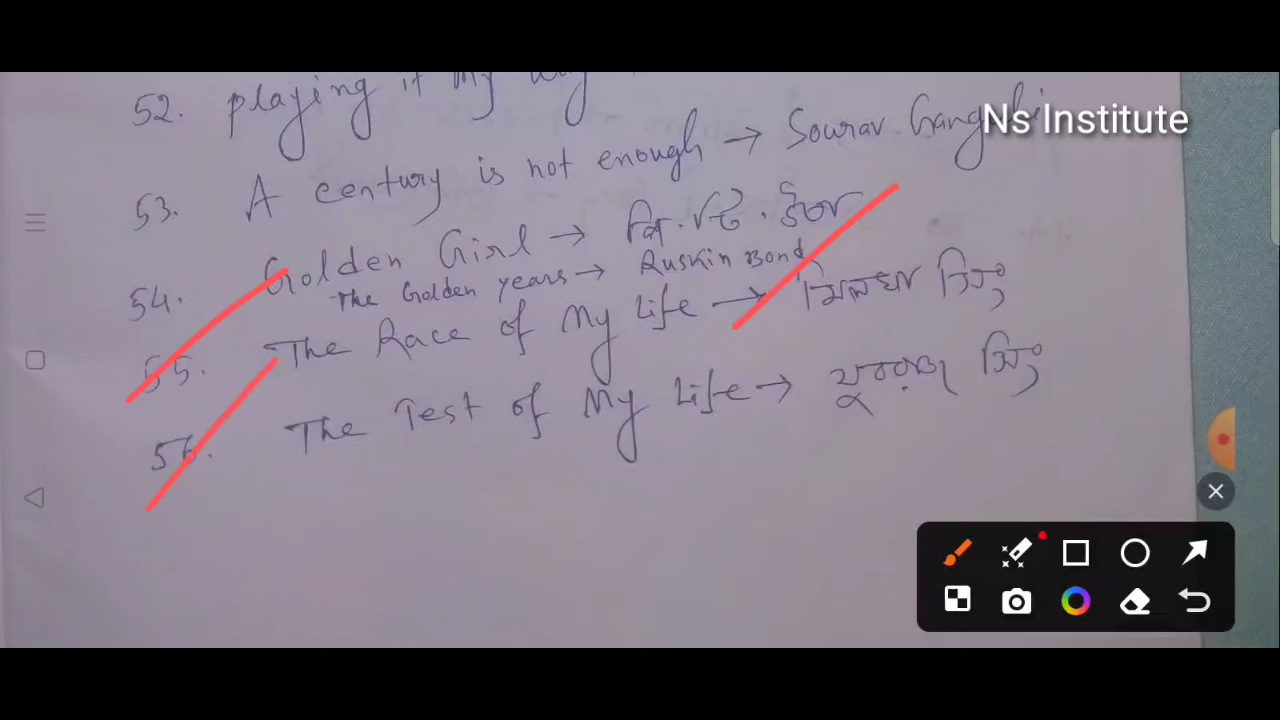 52. Playing it My Way
Ns Institute
53. A century is not enough → Sourav
54. Golden Girl → পি.টি. ঊষা
The Golden years → Ruskin Bond
55. The Race of My Life → মিলখা সিং
56. The Test of My Life → যুবরাজ সিং